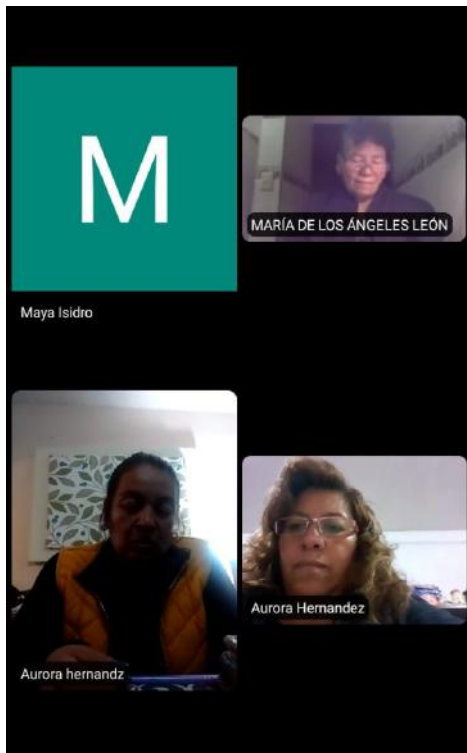 M
MARÍA DE LOS ÁNGELES LEÓN
Maya Isidro
Aurora hernandz
Aurora Hernandez